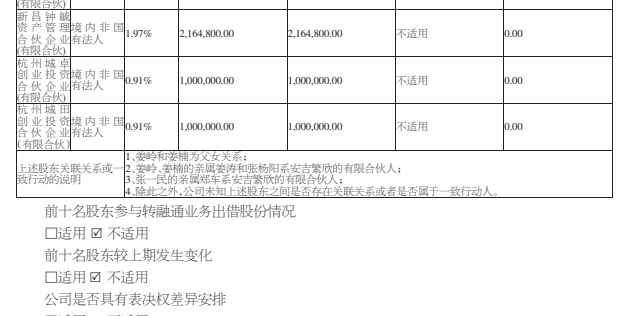 (有限合伙)
新昌钟毓
资产管理
合伙企业
(有限合伙)
境内非国
有法人
1.97%
2,164,800.00
2,164,800.00
不适用
0.00
杭州城卓
创业投资
合伙企业
(有限合伙)
境内非国
有法人
0.91%
1,000,000.00
1,000,000.00
不适用
0.00
杭州城田
创业投资
合伙企业
(有限合伙)
境内非国
有法人
0.91%
1,000,000.00
1,000,000.00
不适用
0.00
上述股东关联关系或一
致行动的说明
1、姜岭和姜楠为父女关系；
2、姜岭、姜楠的亲属姜涛和张杨阳系安吉繁欣的有限合伙人；
3、张一民的亲属郑车系安吉繁欣的有限合伙人；
4、除此之外，公司未知上述股东之间是否存在关联关系或者是否属于一致行动人。
前十名股东参与转融通业务出借股份情况
□适用 ☑ 不适用
前十名股东较上期发生变化
□适用 ☑ 不适用
公司是否具有表决权差异安排